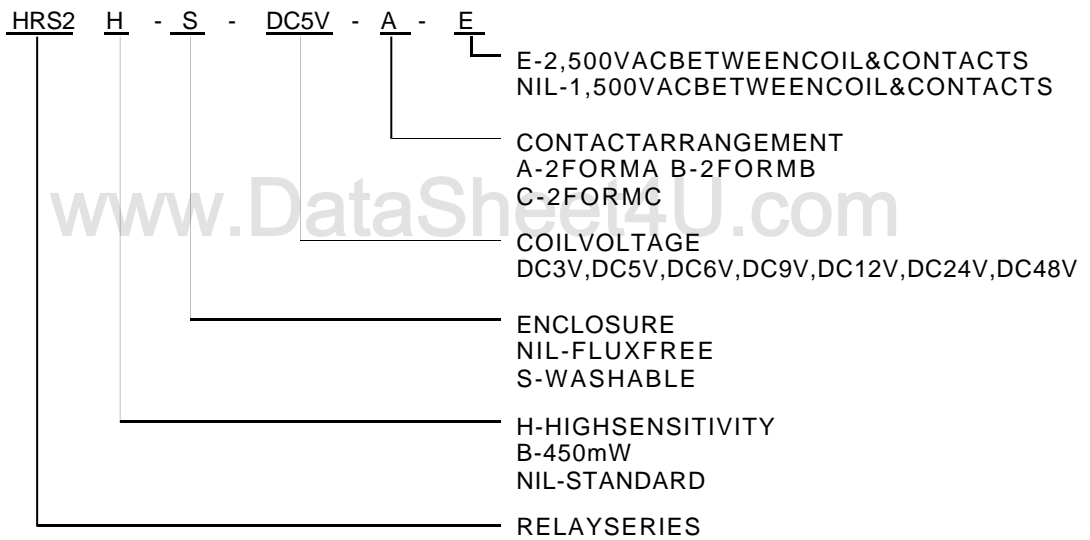 HRS2 H - S - DC5V - A - E
E-2,500VACBETWEENCOIL&CONTACTS
NIL-1,500VACBETWEENCOIL&CONTACTS
CONTACTARRANGEMENT
A-2FORMA B-2FORMB
C-2FORMC
www.DataSheet4U.com
COILVOLTAGE
DC3V,DC5V,DC6V,DC9V,DC12V,DC24V,DC48V
ENCLOSURE
NIL-FLUXFREE
S-WASHABLE
H-HIGHSENSITIVITY
B-450mW
NIL-STANDARD
RELAYSERIES